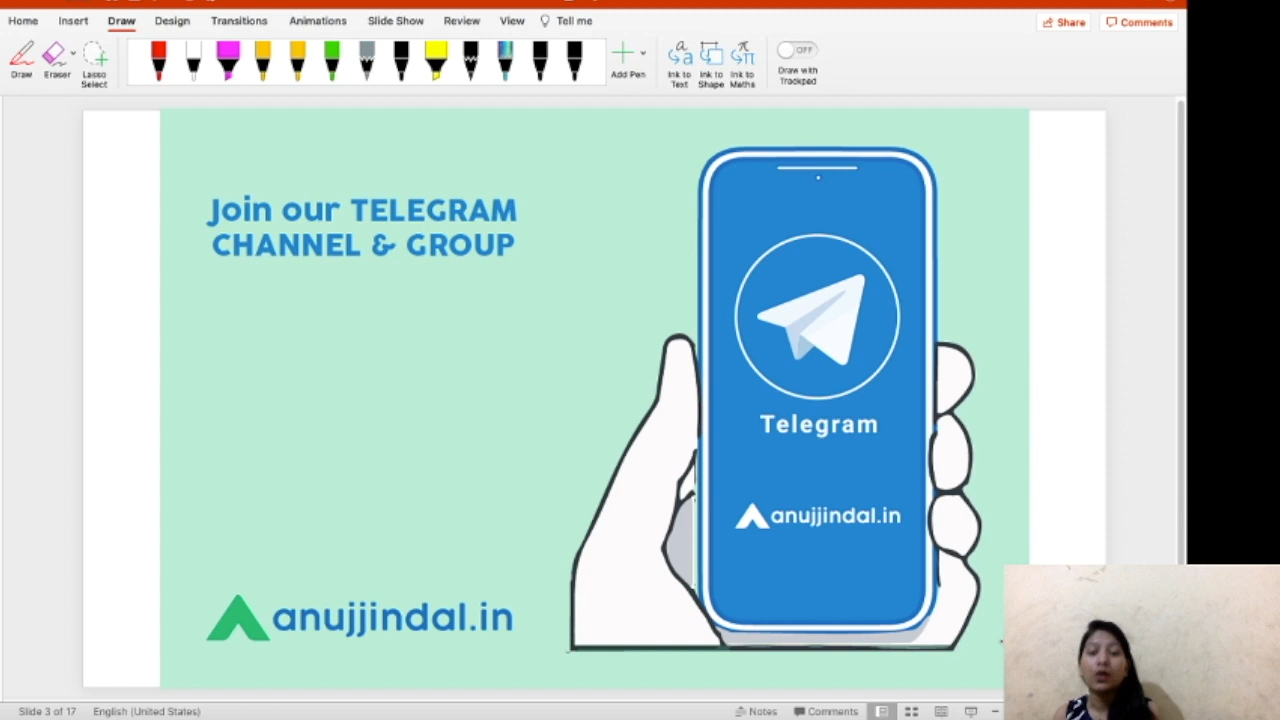 Home Insert Draw Design Transitions Animations Slide Show Review View Tell me Share Comments
Draw Eraser Lasso Select Add Pen Ink to Text Ink to Shape Ink to Maths OFF Draw with Trackpad
Join our TELEGRAM
CHANNEL & GROUP
Telegram
anujjindal.in
anujjindal.in
Slide 3 of 17 English (United States) Notes Comments